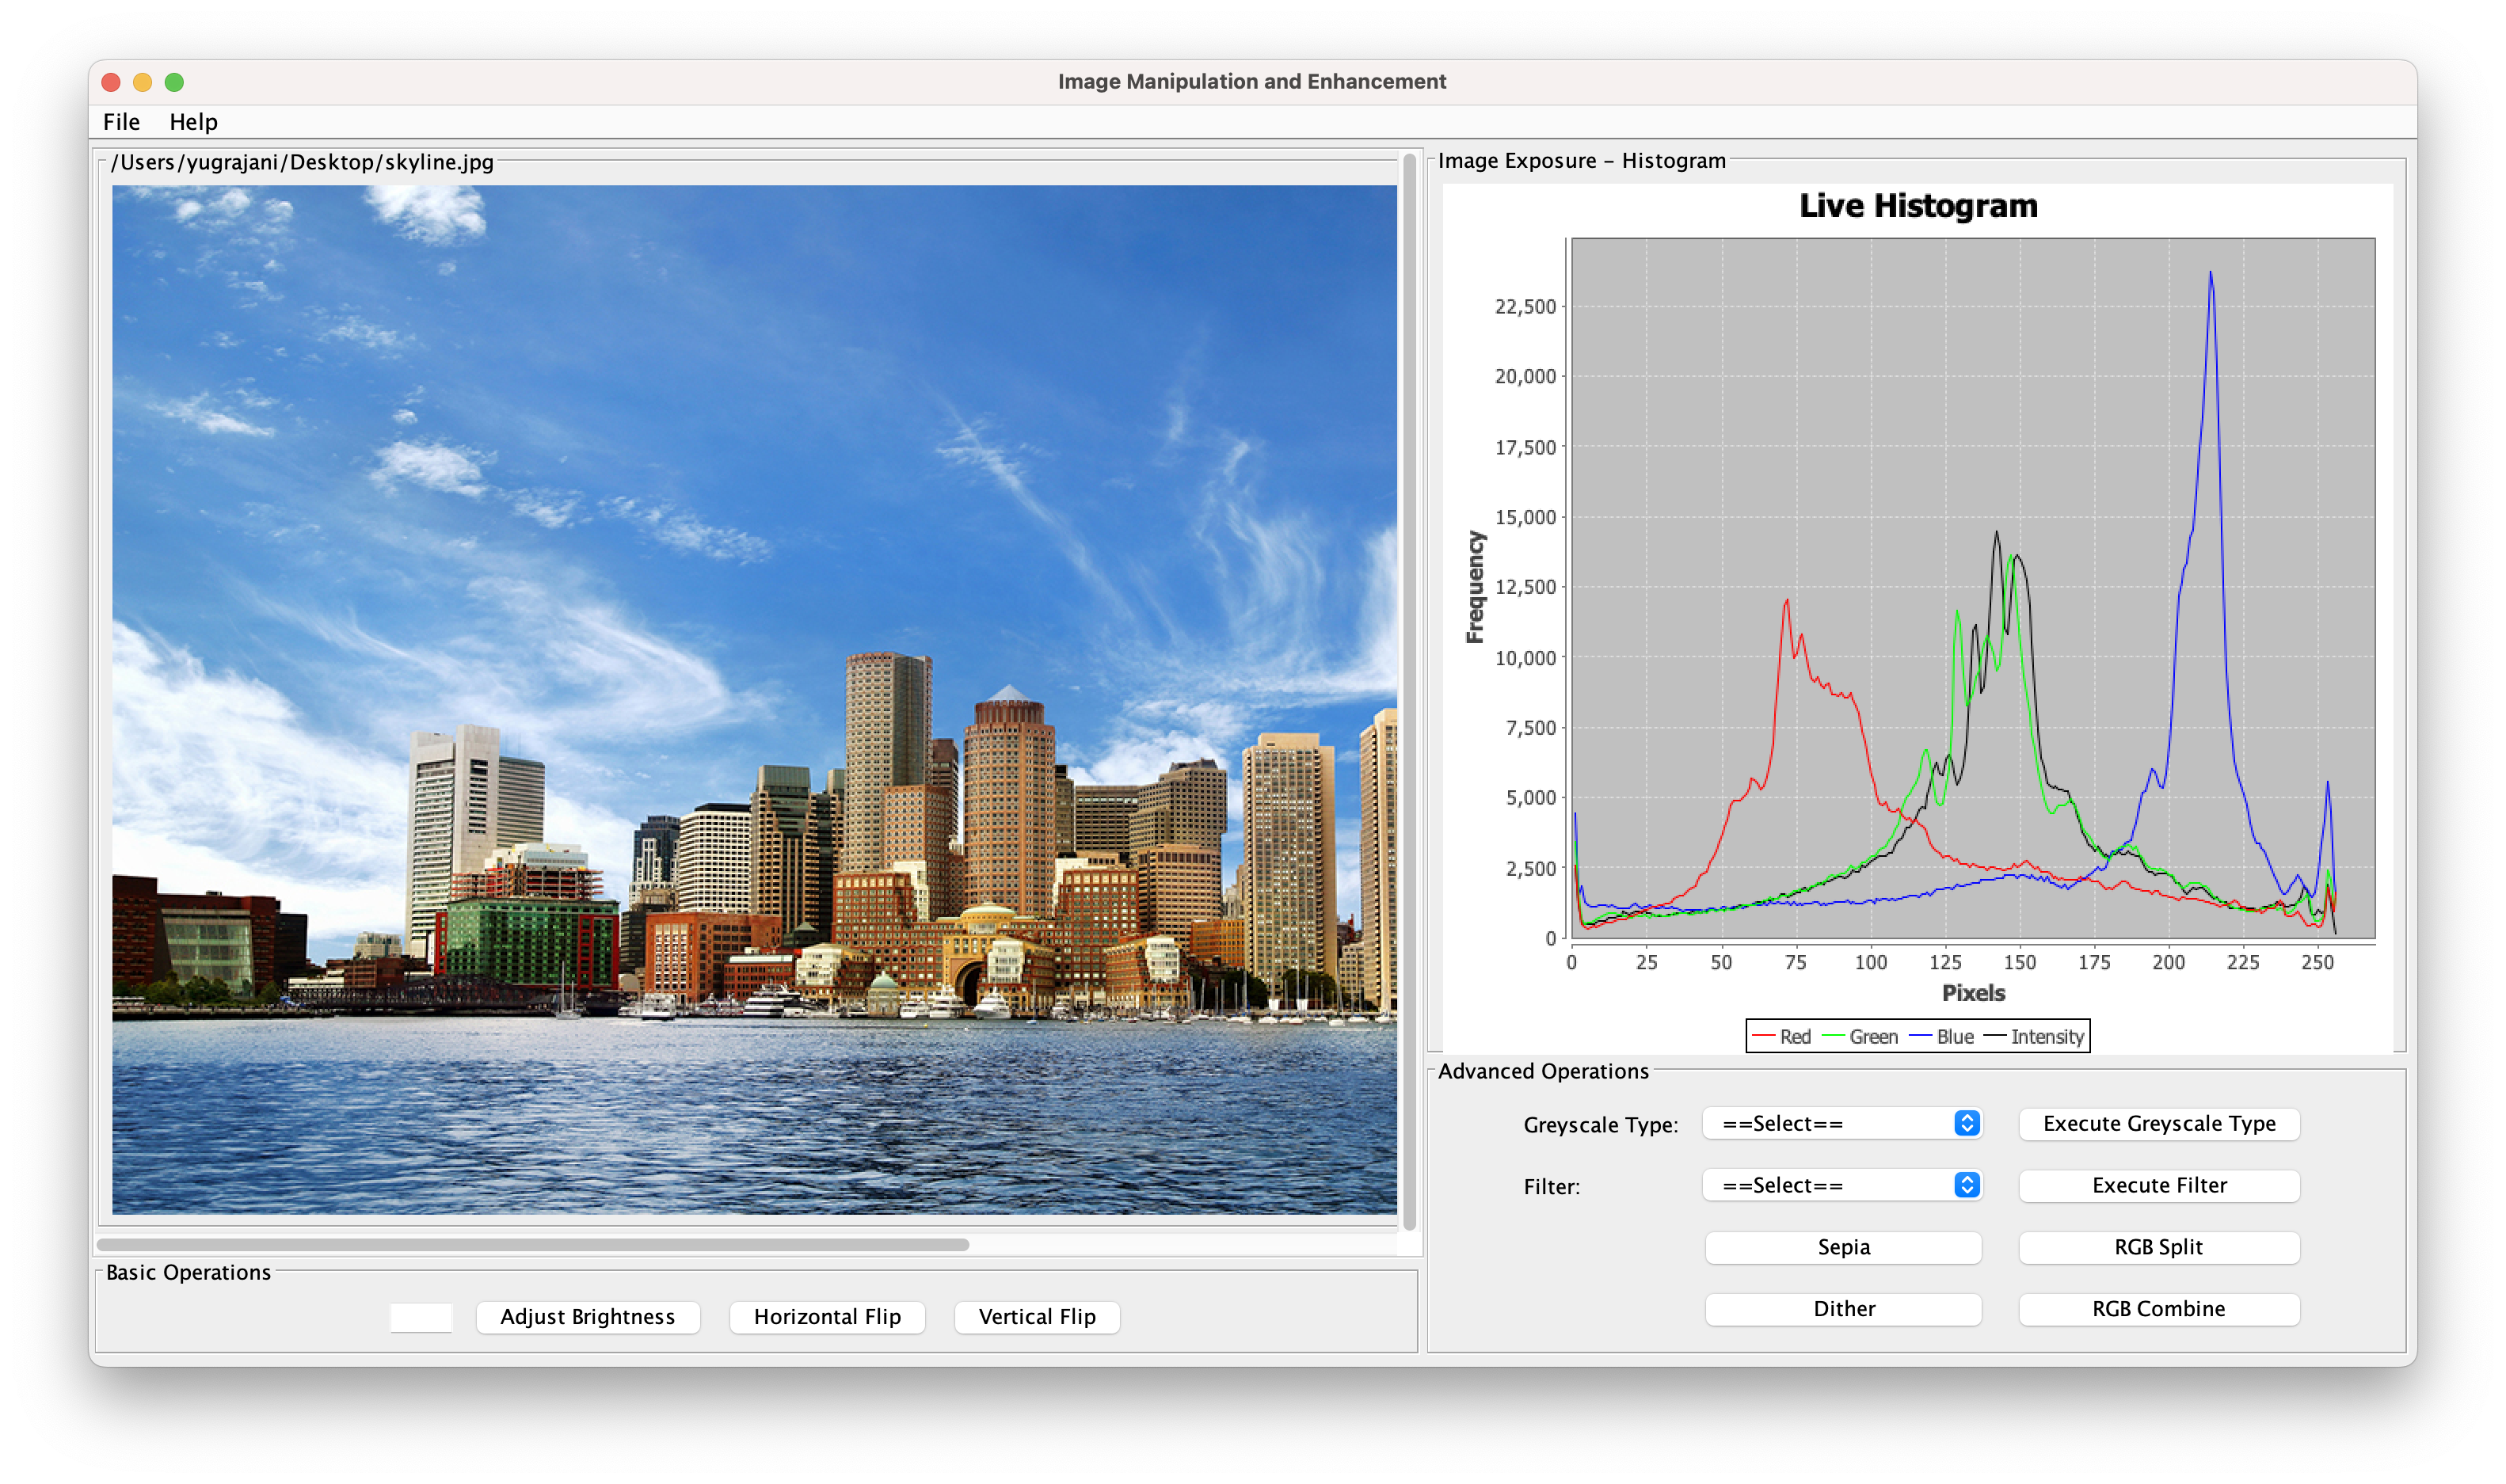 Image Manipulation and Enhancement
File Help
/Users/yugrajani/Desktop/skyline.jpg
Image Exposure – Histogram
Live Histogram
22,500
20,000
17,500
15,000
12,500
10,000
7,500
5,000
2,500
0
Frequency
0 25 50 75 100 125 150 175 200 225 250
Pixels
Red Green Blue Intensity
Advanced Operations
Greyscale Type: ==Select== Execute Greyscale Type
Filter: ==Select== Execute Filter
Sepia RGB Split
Dither RGB Combine
Basic Operations
Adjust Brightness Horizontal Flip Vertical Flip